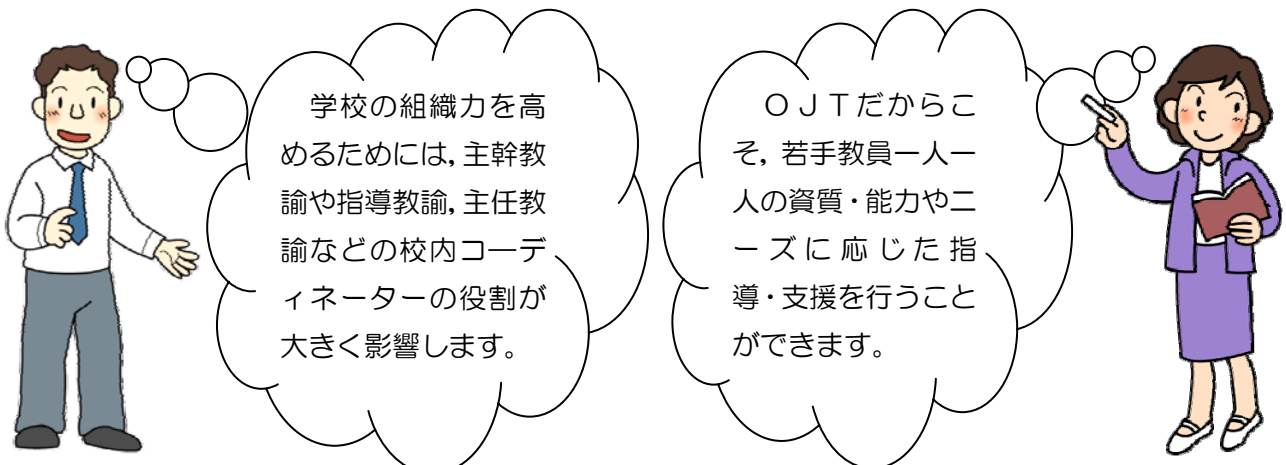 学校の組織力を高
めるためには,主幹教
諭や指導教諭,主任教
諭などの校内コーデ
ィネーターの役割が
大きく影響します。
ＯＪＴだからこ
そ, 若手教員一人一
人の資質・能力やニ
ーズに応じた指
導・支援を行うこと
ができます。